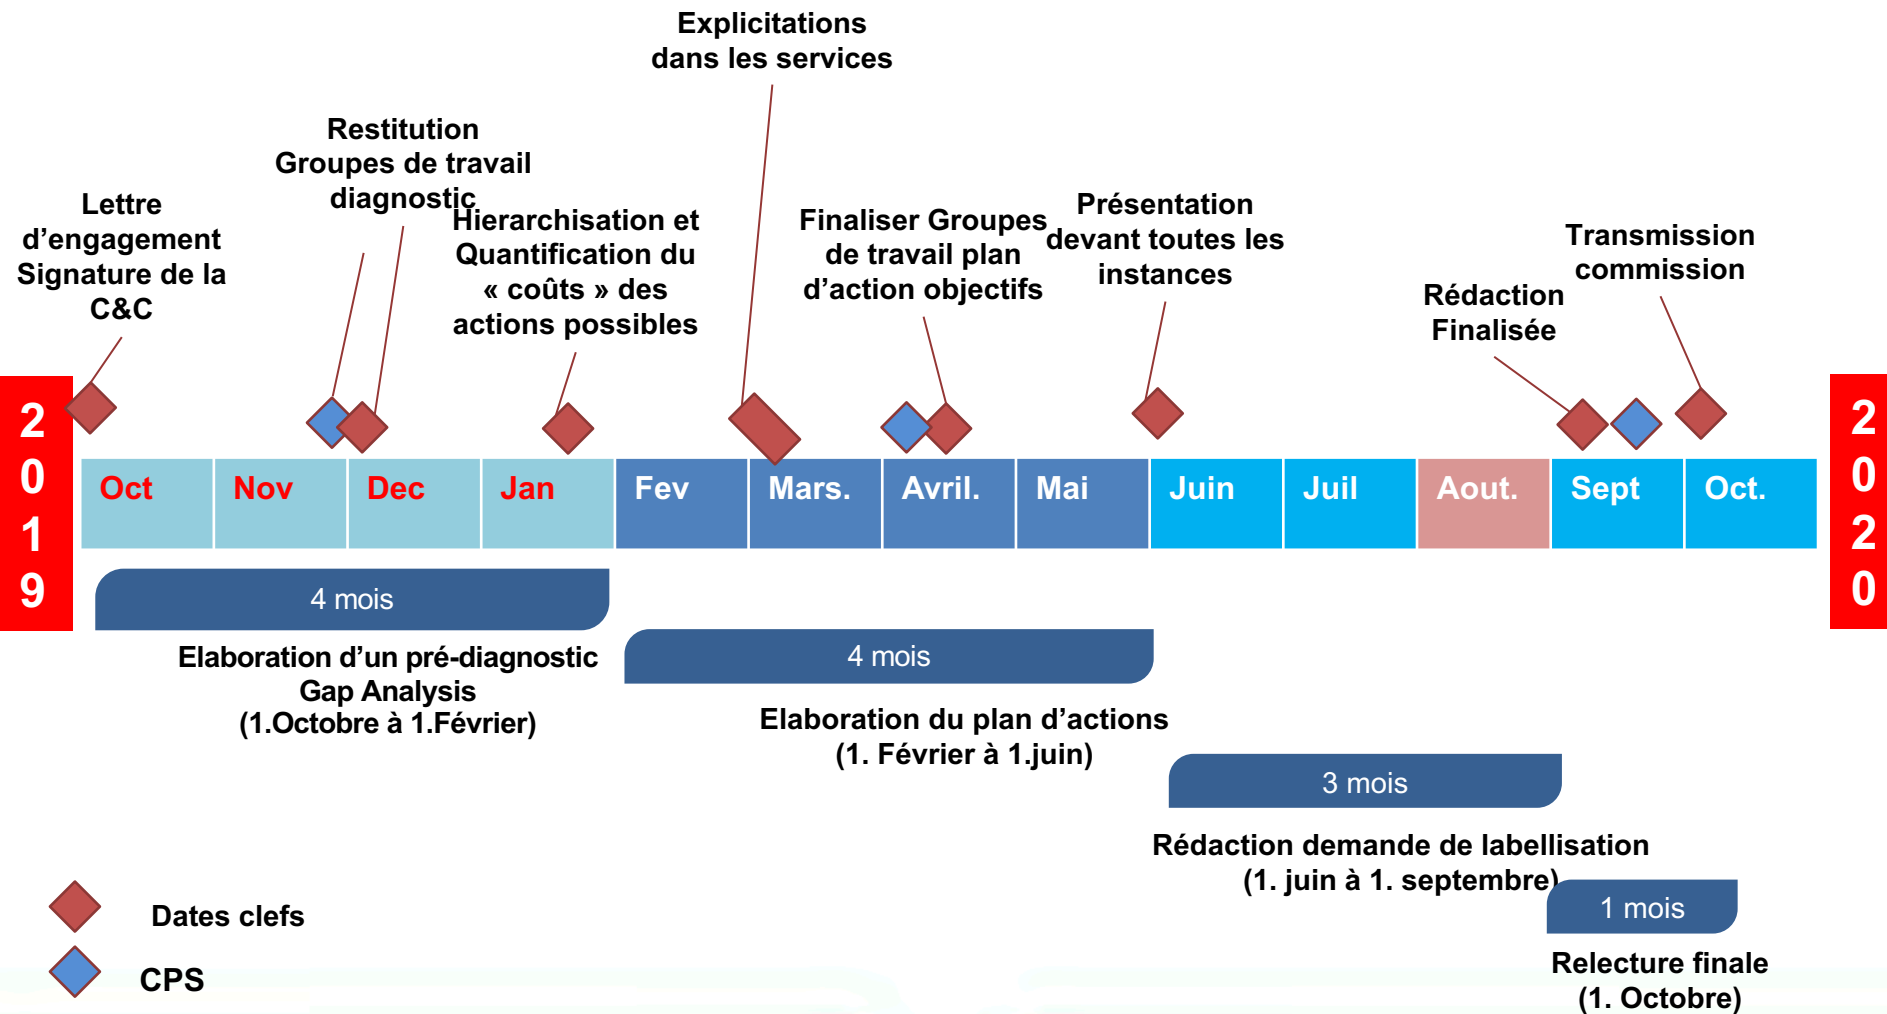 Explicitations
dans les services
Restitution
Groupes de travail
diagnostic
Lettre
d’engagement
Signature de la
C&C
Hierarchisation et
Quantification du
« coûts » des
actions possibles
Finaliser Groupes
de travail plan
d’action objectifs
Présentation
devant toutes les
instances
Rédaction
Finalisée
Transmission
commission
2
0
1
9
Oct Nov Dec Jan Fev Mars. Avril. Mai Juin Juil Aout. Sept Oct.
2
0
2
0
4 mois
Elaboration d’un pré-diagnostic
Gap Analysis
(1.Octobre à 1.Février)
4 mois
Elaboration du plan d’actions
(1. Février à 1.juin)
3 mois
Rédaction demande de labellisation
(1. juin à 1. septembre)
1 mois
Relecture finale
(1. Octobre)
Dates clefs
CPS